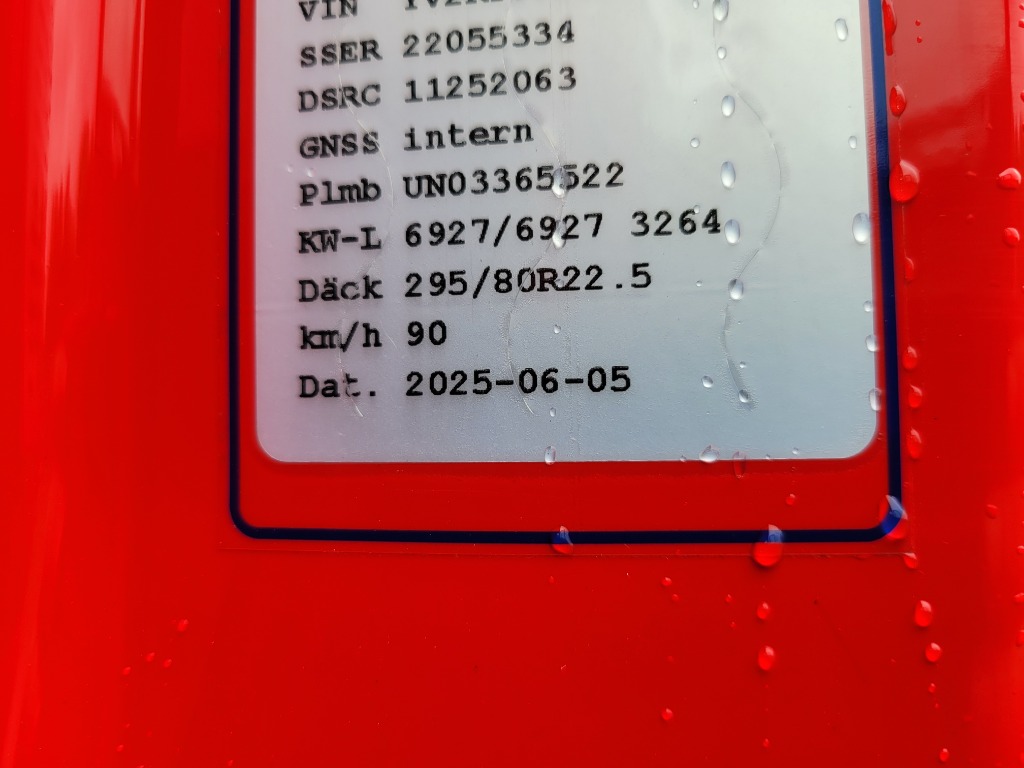 VIN
SSER 22055334
DSRC 11252063
GNSS intern
Plmb UN03365522
KW-L 6927/6927 3264
Däck 295/80R22.5
km/h 90
Dat. 2025-06-05